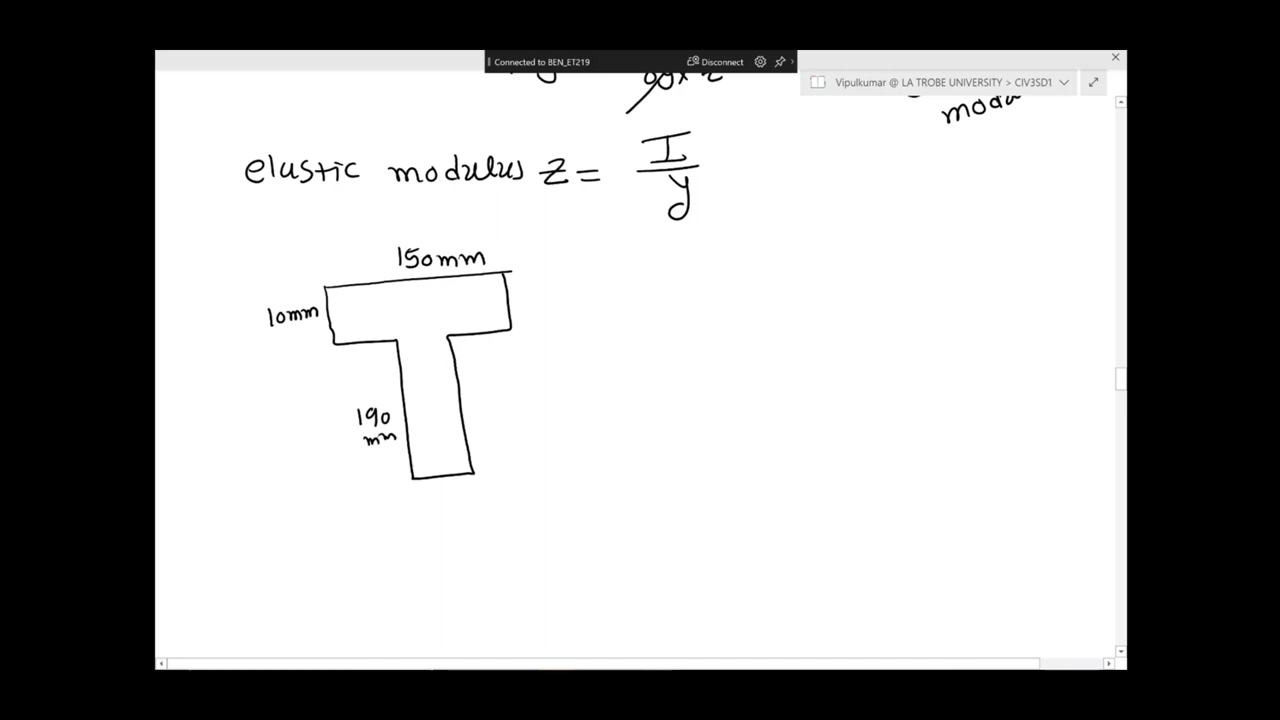 Connected to BEN_ET219
Disconnect
Vipulkumar @ LA TROBE UNIVERSITY > CIV3SD1
elastic modulus z = I
y
150mm
10mm
190
mm